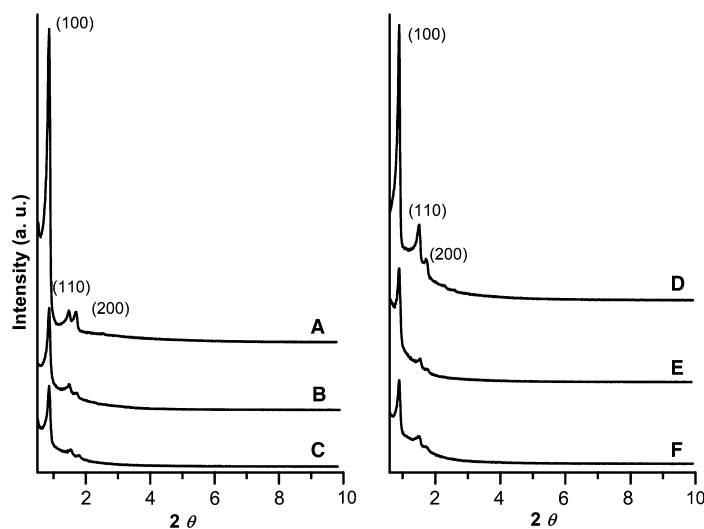 (100)
(110)
(200)
A
B
C
Intensity (a. u.)
2 4 6 8 10
2 θ
(100)
(110)
(200)
D
E
F
2 4 6 8 10
2 θ